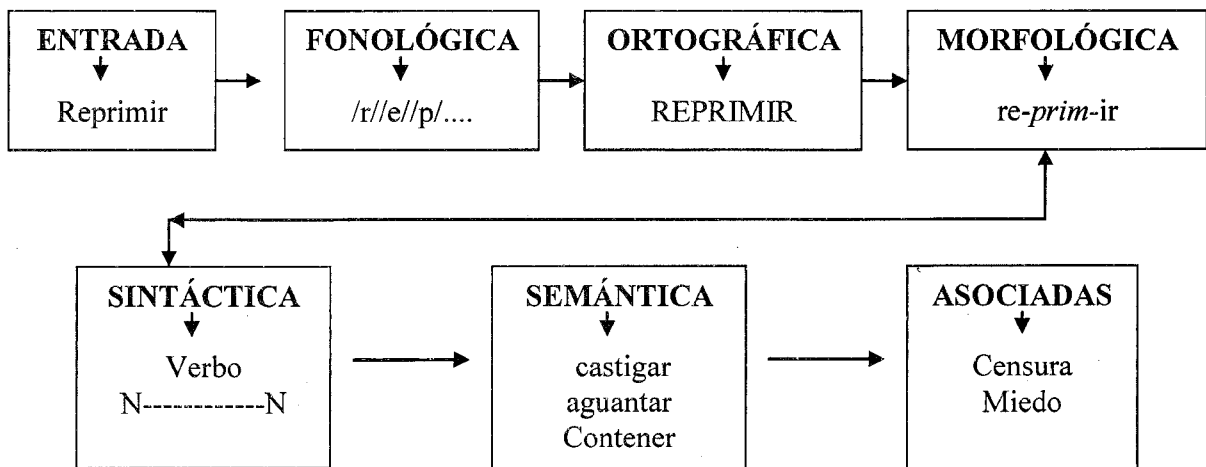 ENTRADA
Reprimir
FONOLÓGICA
/r//e//p/....
ORTOGRÁFICA
REPRIMIR
MORFOLÓGICA
re-prim-ir
SINTÁCTICA
Verbo
N-------------N
SEMÁNTICA
castigar
aguantar
Contener
ASOCIADAS
Censura
Miedo